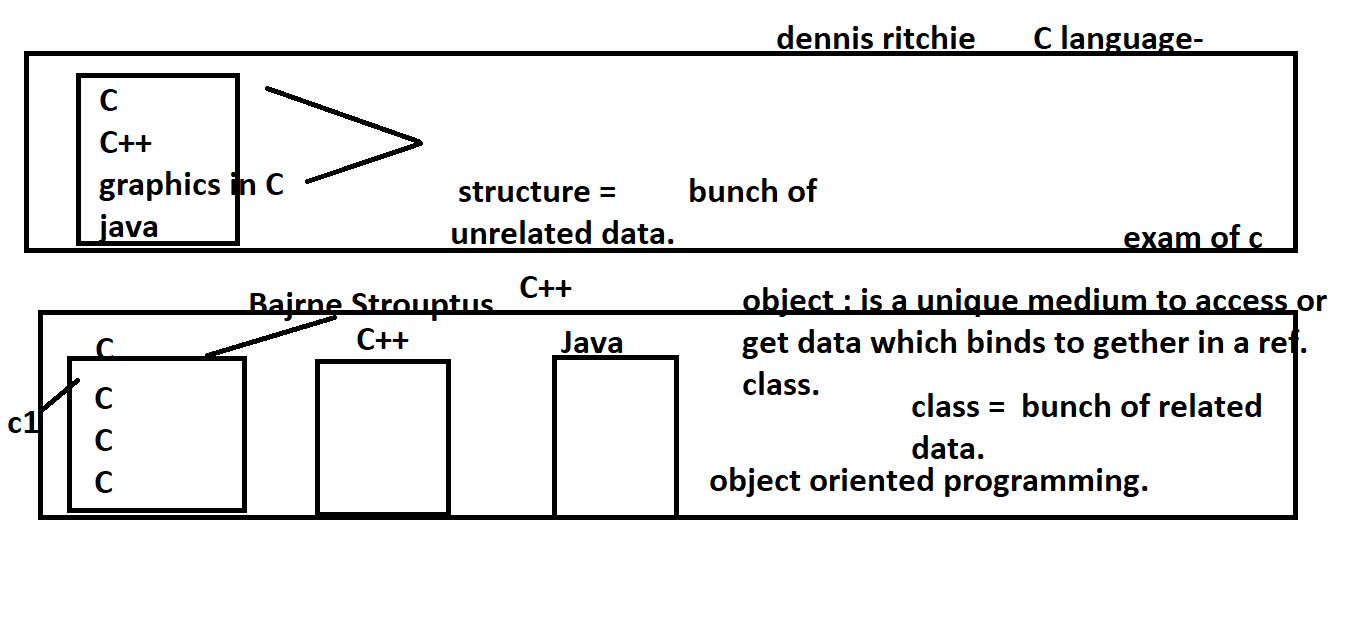 dennis ritchie C language-
C
C++
graphics in C
java
structure = bunch of
unrelated data.
exam of c
C++
Bajrne Strouptus
object : is a unique medium to access or
get data which binds to gether in a ref.
class.
C
C++
Java
c1
C
C
C
class = bunch of related
data.
object oriented programming.